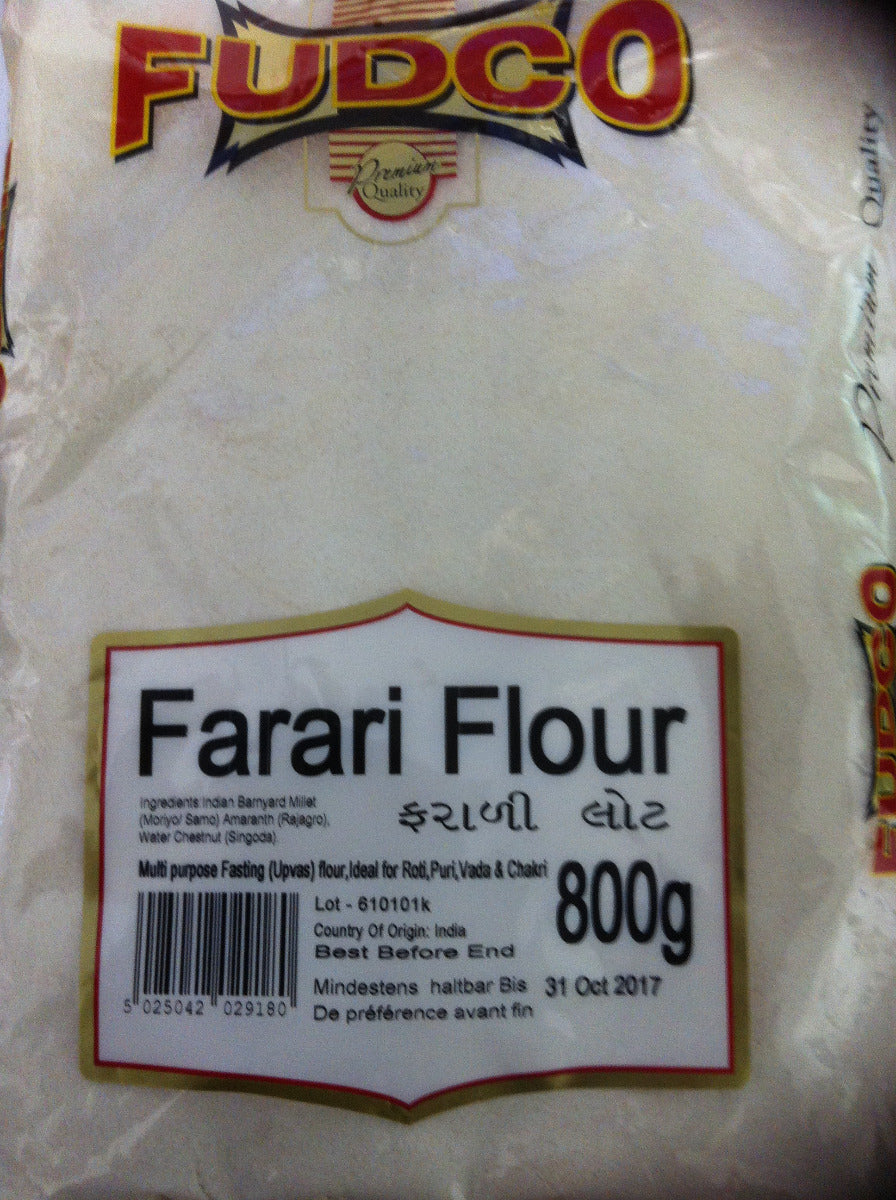 FUDCO
Premium
Quality
Premium Quality
FUDCO
Farari Flour
Ingredients Indian Barnyard Millet
(Moriyo/ Samo) Amaranth (Rajagro),
Water Chestnut (Singoda)
ફરાળી લોટ
Multi purpose Fasting (Upvas) flour,Ideal for Roti,Puri,Vada & Chakri
800g
Lot - 610101k
Country Of Origin: India
Best Before End
Mindestens haltbar Bis 31 Oct 2017
De préférence avant fin
5 025042 029180